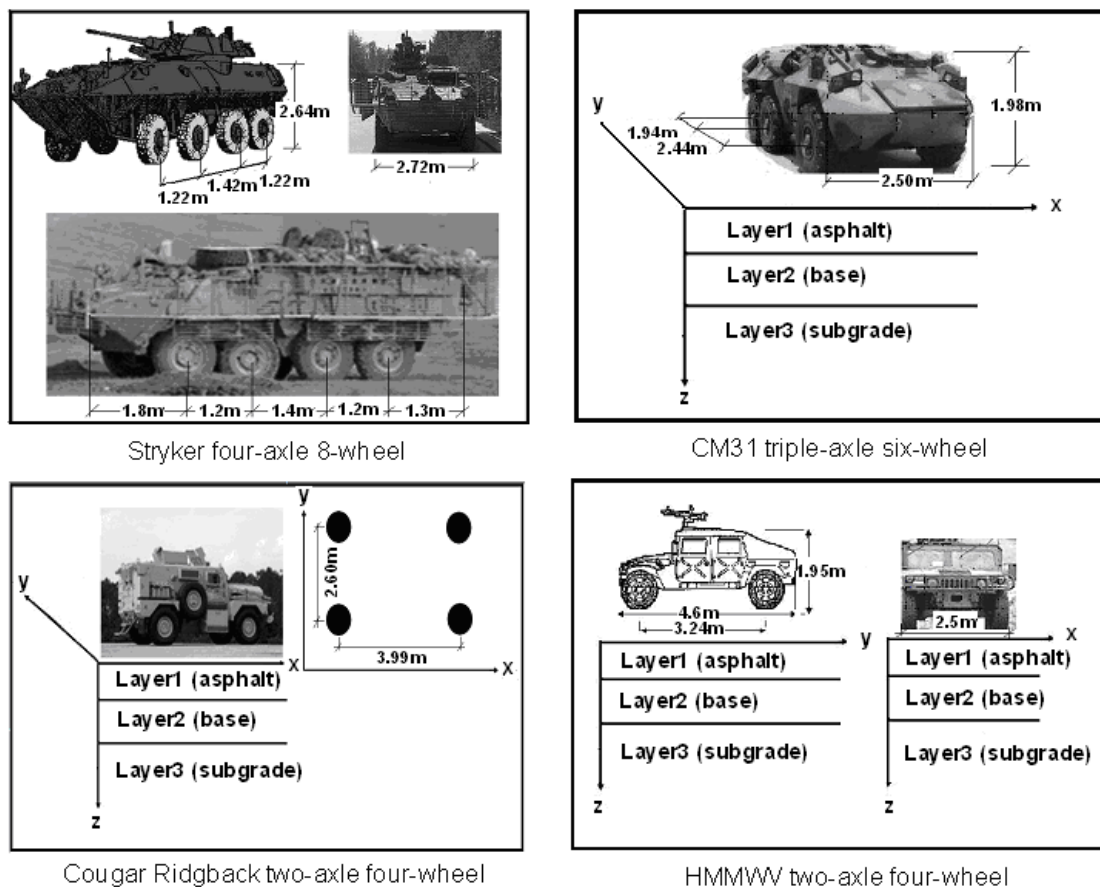 2.64m
1.22m
1.42m
1.22m
2.72m
1.8m
1.2m
1.4m
1.2m
1.3m
Stryker four-axle 8-wheel
y
1.94m
2.44m
1.98m
2.50m
x
Layer1 (asphalt)
Layer2 (base)
Layer3 (subgrade)
z
CM31 triple-axle six-wheel
y
x
Layer1 (asphalt)
Layer2 (base)
Layer3 (subgrade)
z
y
2.60m
3.99m
x
Cougar Ridgback two-axle four-wheel
1.95m
4.6m
3.24m
y
Layer1 (asphalt)
Layer2 (base)
Layer3 (subgrade)
z
2.5m
x
Layer1 (asphalt)
Layer2 (base)
Layer3 (subgrade)
z
HMMWV two-axle four-wheel